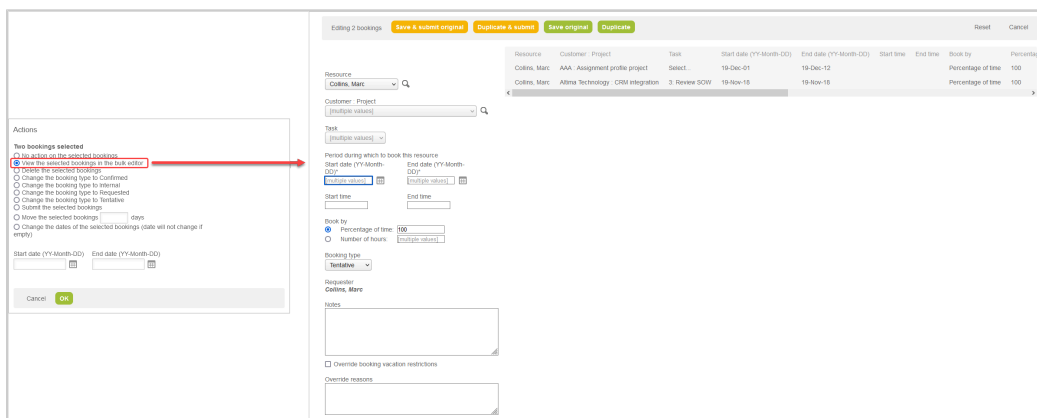 Actions
Two bookings selected
No action on the selected bookings
View the selected bookings in the bulk editor
Delete the selected bookings
Change the booking type to Confirmed
Change the booking type to Internal
Change the booking type to Requested
Change the booking type to Tentative
Submit the selected bookings
Move the selected bookings days
Change the dates of the selected bookings (date will not change if
empty)
Start date (YY-Month-DD) End date (YY-Month-DD)
Cancel OK
Editing 2 bookings Save & submit original Duplicate & submit Save original Duplicate Reset Cancel
Resource Customer : Project Task Start date (YY-Month-DD) End date (YY-Month-DD) Start time End time Book by Percentag
Collins, Marc AAA : Assignment profile project Select... 19-Dec-01 19-Dec-12 Percentage of time 100
Collins, Marc Altima Technology : CRM integration 3: Review SOW 19-Nov-18 19-Nov-18 Percentage of time 100
Resource
Collins, Marc
Customer : Project
[multiple values]
Task
[multiple values]
Period during which to book this resource
Start date (YY-Month- End date (YY-Month-
DD)* DD)*
[multiple values] [multiple values]
Start time End time
Book by
Percentage of time: 100
Number of hours: [multiple values]
Booking type
Tentative
Requester
Collins, Marc
Notes
Override booking vacation restrictions
Override reasons